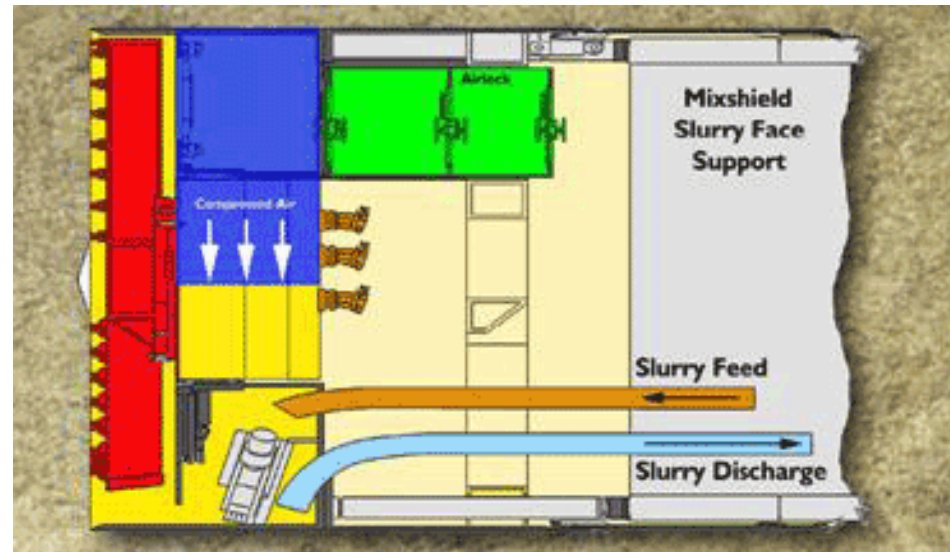 Airlock
Mixshield
Slurry Face
Support
Compressed Air
Slurry Feed
Slurry Discharge